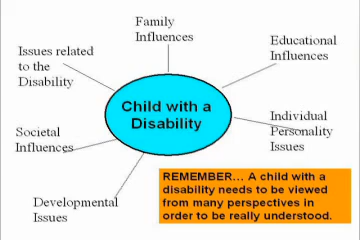 Family
Influences
Educational
Influences
Issues related
to the
Disability
Child with a
Disability
Individual
Personality
Issues
Societal
Influences
Developmental
Issues
REMEMBER... A child with a
disability needs to be viewed
from many perspectives in
order to be really understood.